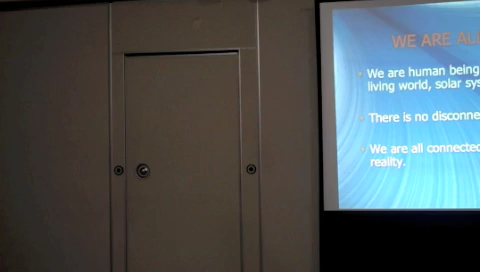 WE ARE AL
We are human being
living world, solar sys
There is no disconne
We are all connected
reality.